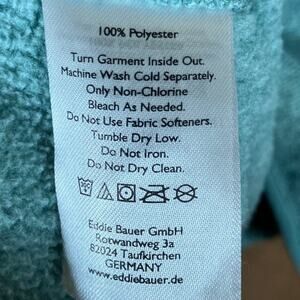 100% Polyester
Turn Garment Inside Out.
Machine Wash Cold Separately.
Only Non-Chlorine
Bleach As Needed.
Do Not Use Fabric Softeners.
Tumble Dry Low.
Do Not Iron.
Do Not Dry Clean.
Eddie Bauer GmbH
Rotwandweg 3a
82024 Taufkirchen
GERMANY
www.eddiebauer.de